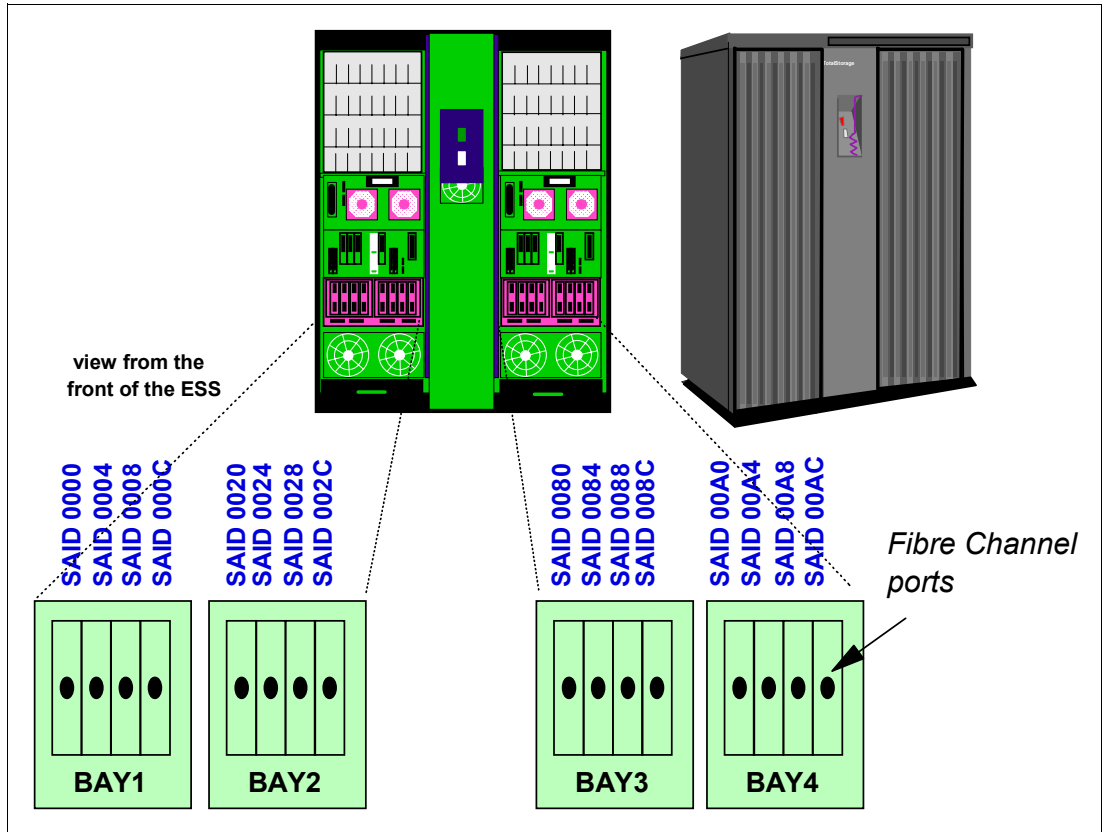 TotalStorage
view from the
front of the ESS
SAID 0000
SAID 0004
SAID 0008
SAID 000C
SAID 0020
SAID 0024
SAID 0028
SAID 002C
SAID 0080
SAID 0084
SAID 0088
SAID 008C
SAID 00A0
SAID 00A4
SAID 00A8
SAID 00AC
Fibre Channel
ports
BAY1
BAY2
BAY3
BAY4